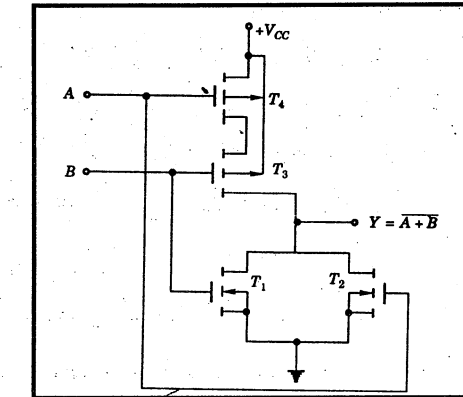 +V_CC
A
T_4
B
T_3
Y = \overline{A + B}
T_1
T_2